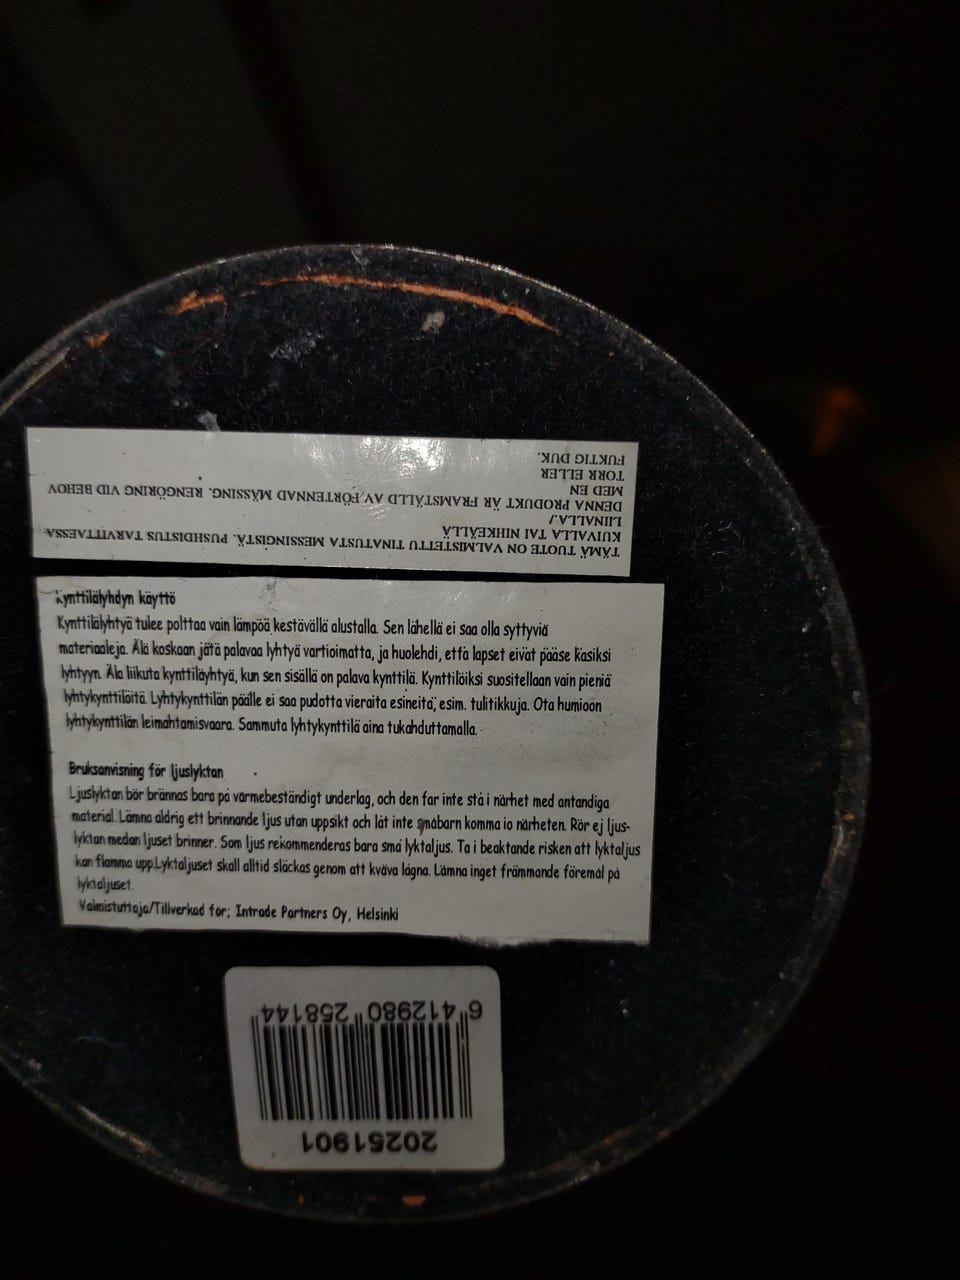 TÄMÄ TUOTE ON VALMISTETTU TINATUSTA MESSINGISTÄ. PUSHDISTUS TARVITTAESSA.
KUIVALLA TAI NIHKEÄLLÄ
LIINALLA./
DENNA PRODUKT ÄR FRAMSTÄLLD AV FÖRTENNAD MÄSSING. RENGÖRING VID BEHOV
MED EN
TORR ELLER
FUKTIG DUK.
Kynttilälyhdyn käyttö
Kynttilälyhtyä tulee polttaa vain lämpöä kestävällä alustalla. Sen lähellä ei saa olla syttyviä
materiaaleja. Älä koskaan jätä palavaa lyhtyä vartioimatta, ja huolehdi, että lapset eivät pääse käsiksi
lyhtyyn. Äla liikuta kynttiläyhtyä, kun sen sisällä on palava kynttilä. Kynttilöiksi suositellaan vain pieniä
lyhtykynttilöitä. Lyhtykynttilän päälle ei saa pudotta vieraita esineitä, esim. tulitikkuja. Ota humioon
lyhtykynttilän leimahtamisvaara. Sammuta lyhtykynttilä aina tukahduttamalla.
Bruksanvisning för ljuslyktan
Ljuslyktan bör brännas bara på värmebeständigt underlag, och den far inte stå i närhet med antandiga
material. Lämna aldrig ett brinnande ljus utan uppsikt och låt inte småbarn komma io närheten. Rör ej ljus-
lyktan medan ljuset brinner. Som ljus rekommenderas bara små lyktaljus. Ta i beaktande risken att lyktaljus
kan flamma upp.Lyktaljuset skall alltid släckas genom att kväva lågna. Lämna inget främmande föremål på
lyktaljuset.
Valmistuttaja/Tillverkad för; Intrade Partners Oy, Helsinki
20251901
6 412980 258144